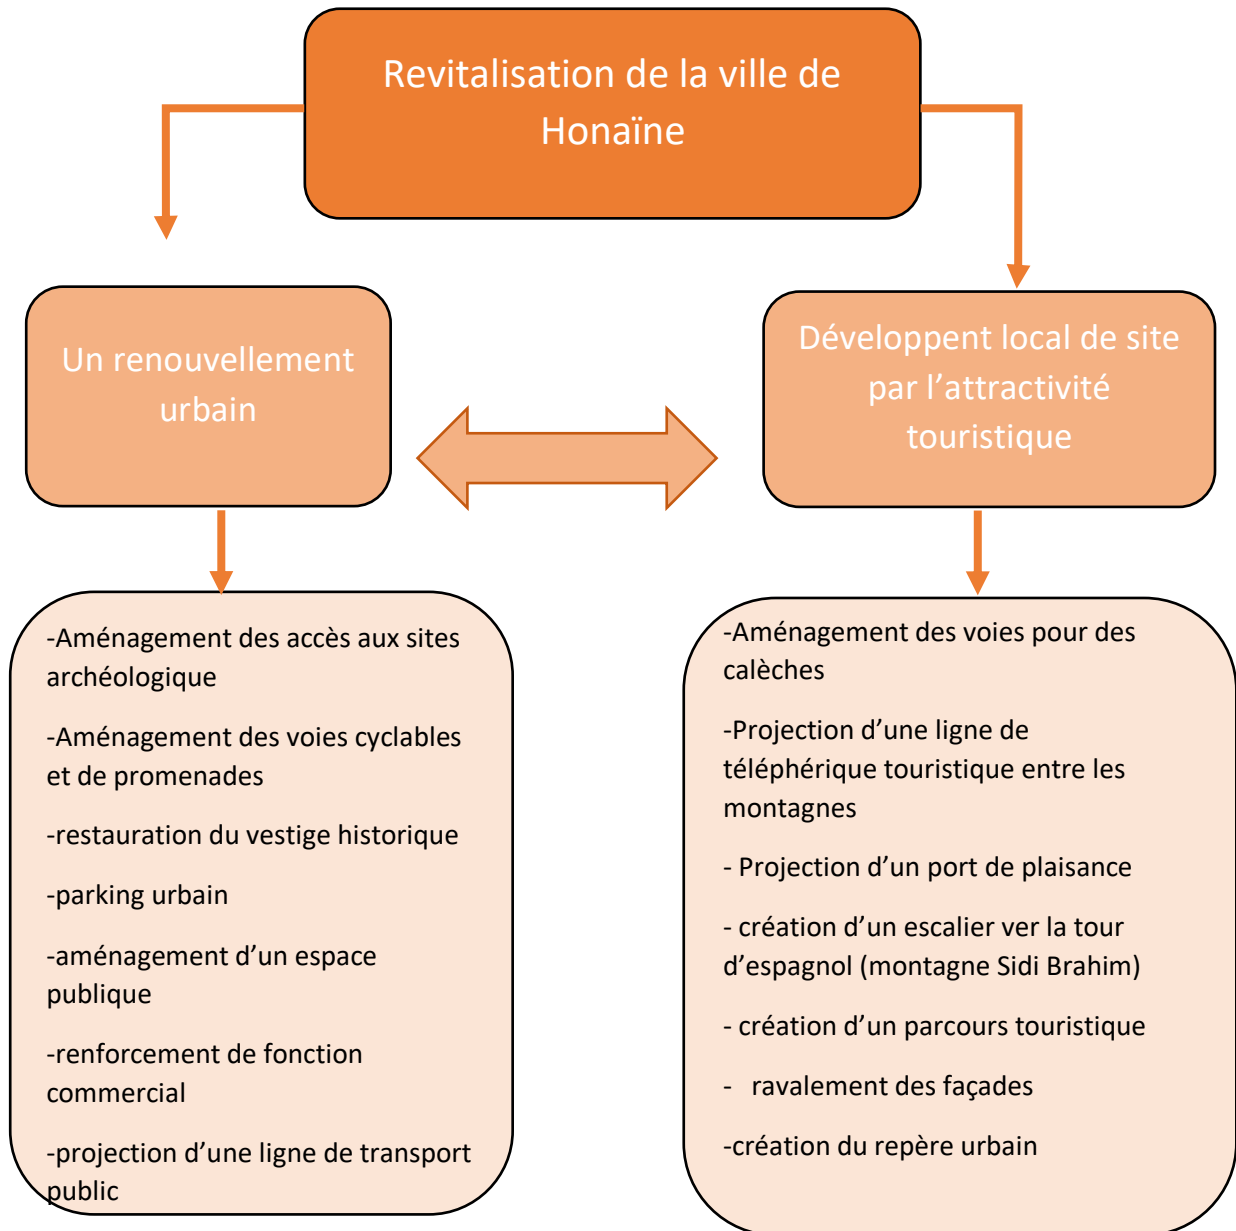 Revitalisation de la ville de
Honaïne
Un renouvellement
urbain
Développent local de site
par l’attractivité
touristique
-Aménagement des accès aux sites
archéologique
-Aménagement des voies cyclables
et de promenades
-restauration du vestige historique
-parking urbain
-aménagement d’un espace
publique
-renforcement de fonction
commercial
-projection d’une ligne de transport
public
-Aménagement des voies pour des
calèches
-Projection d’une ligne de
téléphérique touristique entre les
montagnes
- Projection d’un port de plaisance
- création d’un escalier ver la tour
d’espagnol (montagne Sidi Brahim)
- création d’un parcours touristique
- ravalement des façades
-création du repère urbain